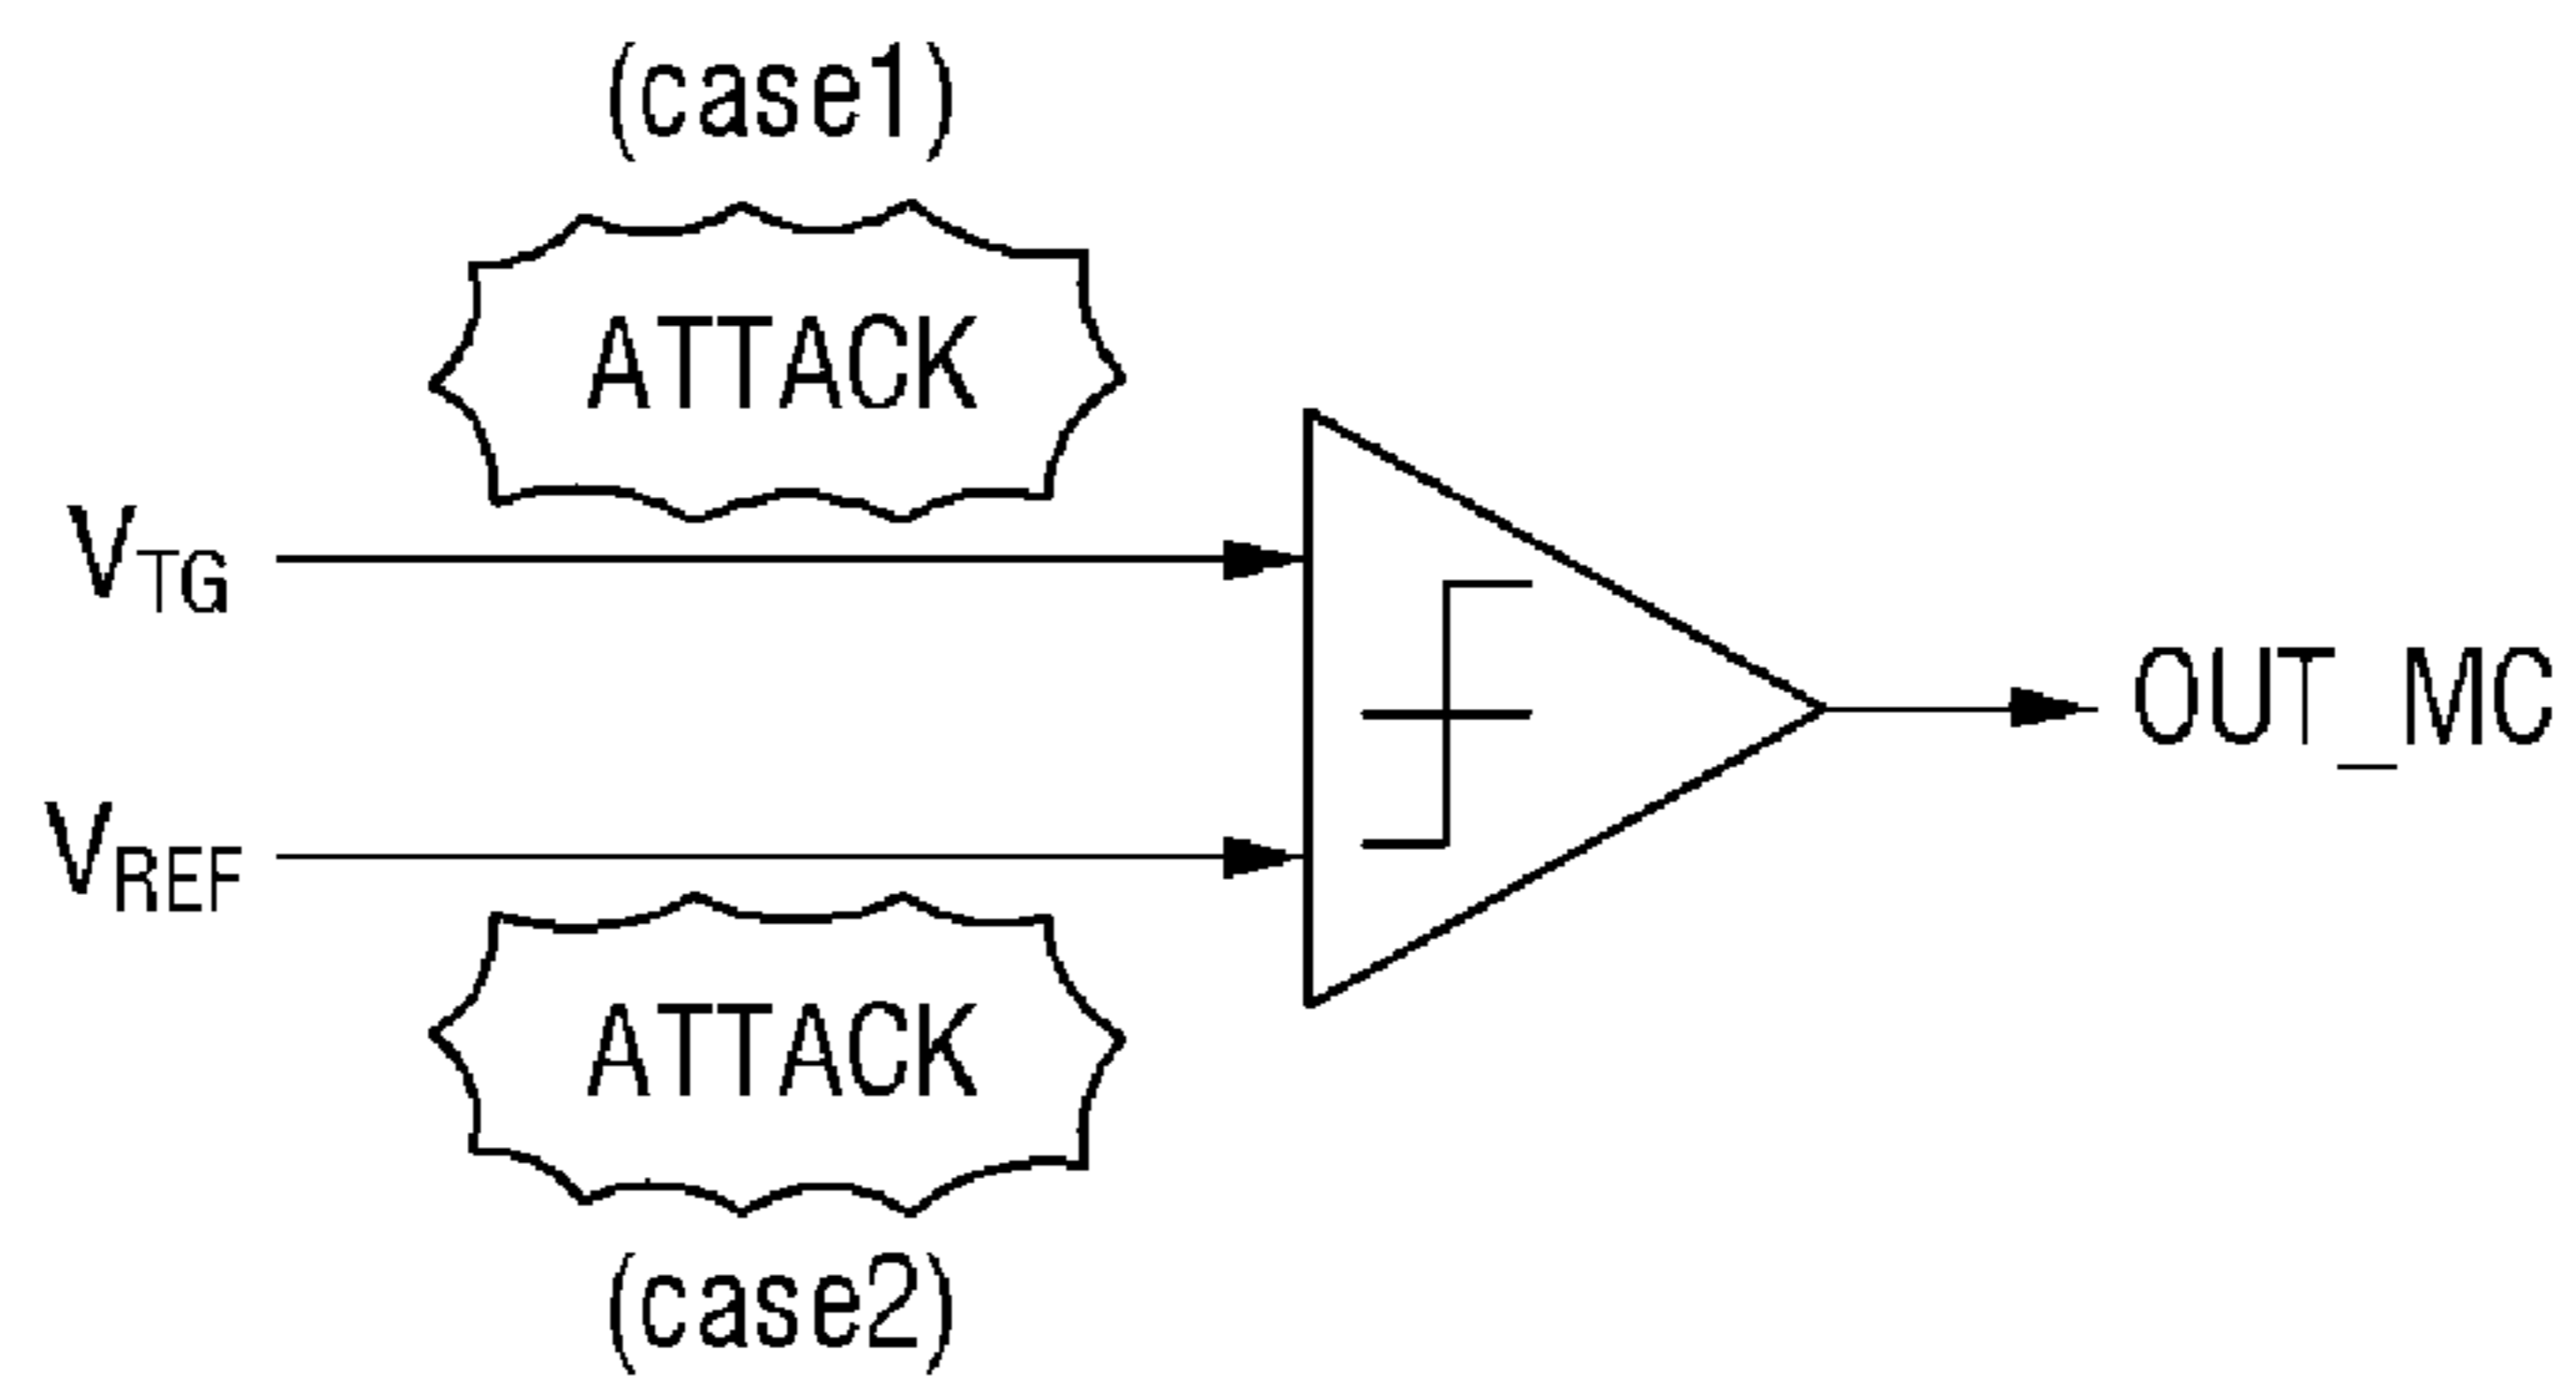 (case1)
ATTACK
VTG
OUT_MC
VREF
ATTACK
(case2)